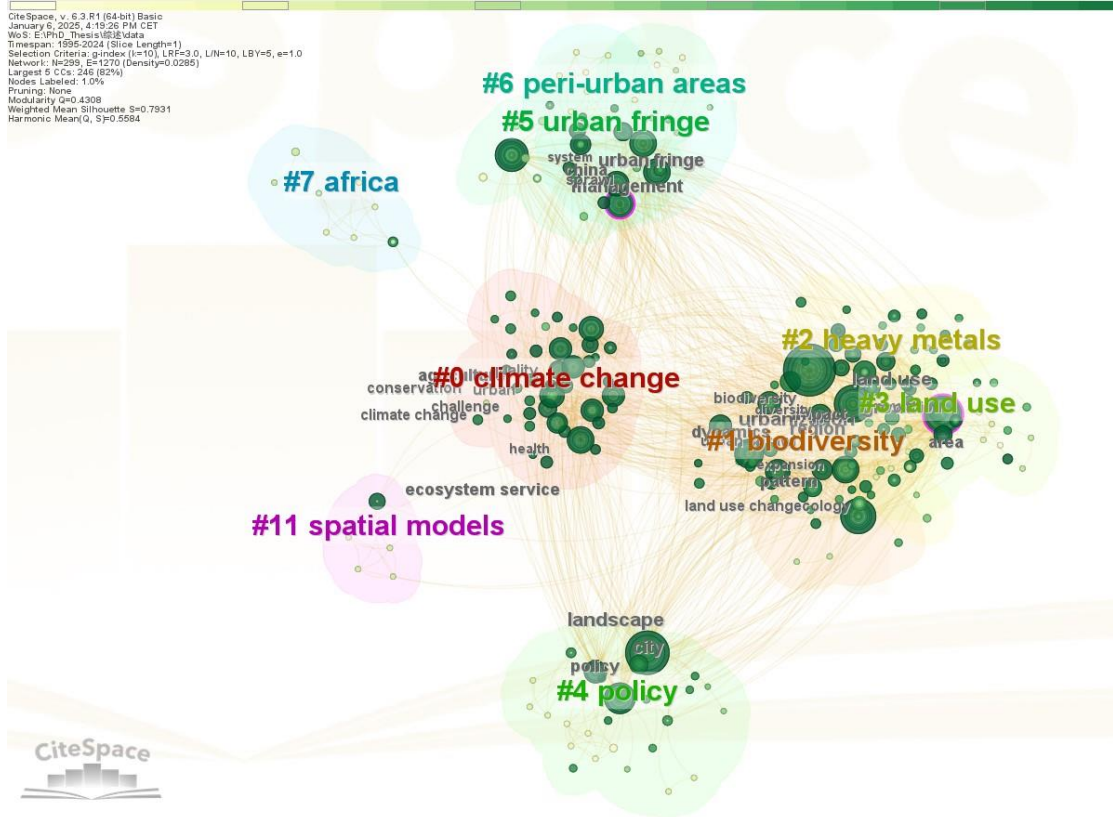 CiteSpace, v. 6.3.R1 (64-bit) Basic
January 6, 2025, 4:19:26 PM CET
WoS: E:\PhD_Thesis\综述\data
Timespan: 1995-2024 (Slice Length=1)
Selection Criteria: g-index (k=10), LRF=3.0, L/N=10, LBY=5, e=1.0
Network: N=299, E=1270 (Density=0.0285)
Largest 5 CCs: 246 (82%)
Nodes Labeled: 1.0%
Pruning: None
Modularity Q=0.4308
Weighted Mean Silhouette S=0.7931
Harmonic Mean(Q, S)=0.5584
#6 peri-urban areas
#5 urban fringe
system
urban fringe
china
sprawl
management
#7 africa
#2 heavy metals
#0 climate change
conservation
urban
challenge
climate change
health
land use
#3 land use
biodiversity
diversity
dynamics
region
#1 biodiversity
area
expansion
pattern
land use change
ecology
ecosystem service
#11 spatial models
landscape
city
policy
#4 policy
CiteSpace